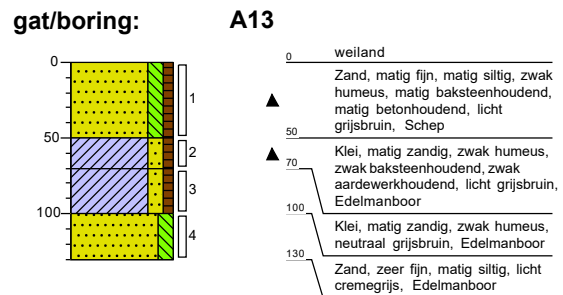 gat/boring: A13
0
50
100
1
2
3
4
0 weiland
Zand, matig fijn, matig siltig, zwak
humeus, matig baksteenhoudend,
matig betonhoudend, licht
grijsbruin, Schep
50
Klei, matig zandig, zwak humeus,
zwak baksteenhoudend, zwak
70
aardewerkhoudend, licht grijsbruin,
Edelmanboor
100
Klei, matig zandig, zwak humeus,
neutraal grijsbruin, Edelmanboor
130
Zand, zeer fijn, matig siltig, licht
cremegrijs, Edelmanboor